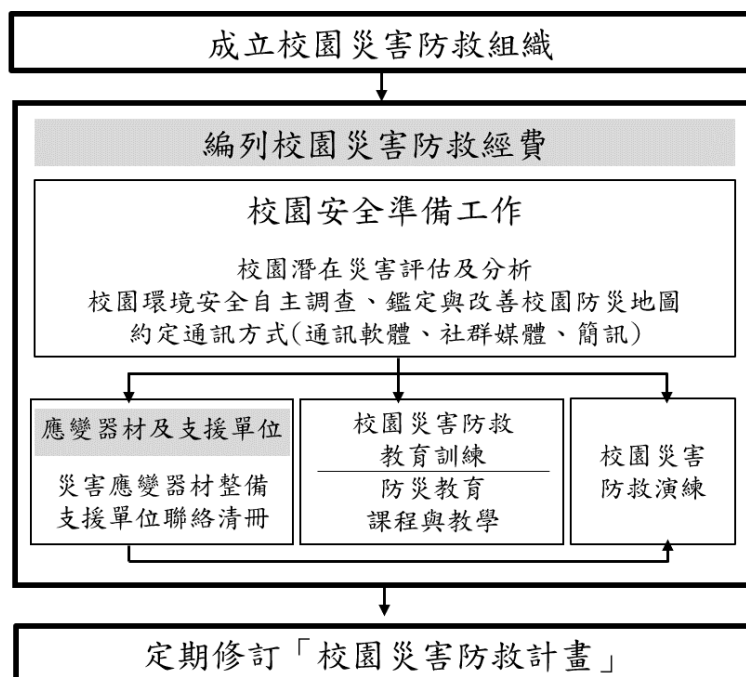 成立校園災害防救組織
編列校園災害防救經費
校園安全準備工作
校園潛在災害評估及分析
校園環境安全自主調查、鑑定與改善校園防災地圖
約定通訊方式(通訊軟體、社群媒體、簡訊)
應變器材及支援單位
災害應變器材整備
支援單位聯絡清冊
校園災害防救
教育訓練
防災教育
課程與教學
校園災害
防救演練
定期修訂「校園災害防救計畫」